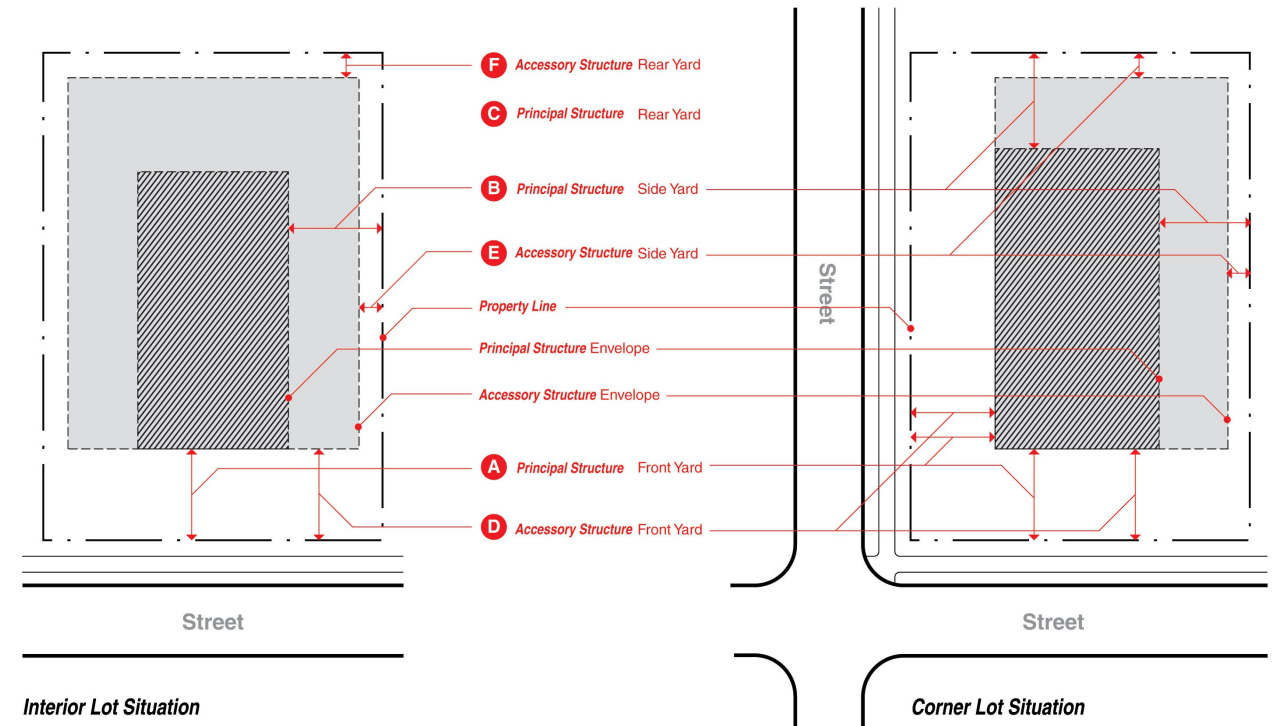 F Accessory Structure Rear Yard
C Principal Structure Rear Yard
B Principal Structure Side Yard
E Accessory Structure Side Yard
Street
Property Line
Principal Structure Envelope
Accessory Structure Envelope
A Principal Structure Front Yard
D Accessory Structure Front Yard
Street
Street
Interior Lot Situation
Corner Lot Situation